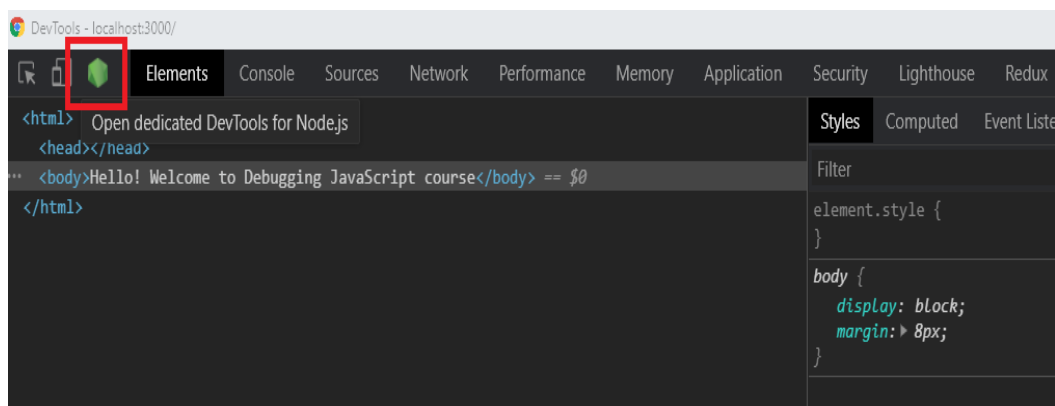 DevTools - localhost:3000/
Elements Console Sources Network Performance Memory Application Security Lighthouse Redux
<html>
Open dedicated DevTools for Node.js
<head></head>
··· <body>Hello! Welcome to Debugging JavaScript course</body> == $0
</html>
Styles Computed Event Liste
Filter
element.style {
}
body {
display: block;
margin: 8px;
}